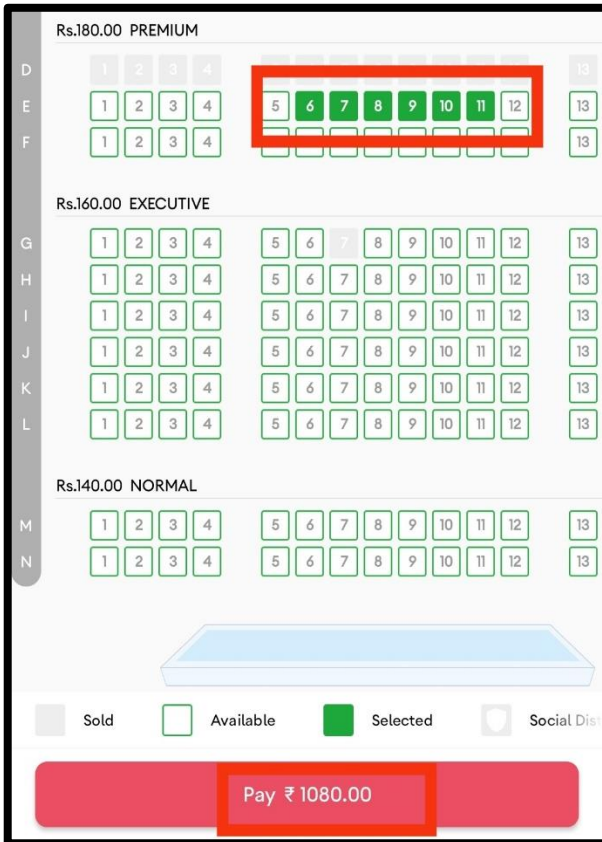 Rs.180.00 PREMIUM
D 1 2 3 4 13
E 1 2 3 4 5 6 7 8 9 10 11 12 13
F 1 2 3 4 13
Rs.160.00 EXECUTIVE
G 1 2 3 4 5 6 7 8 9 10 11 12 13
H 1 2 3 4 5 6 7 8 9 10 11 12 13
I 1 2 3 4 5 6 7 8 9 10 11 12 13
J 1 2 3 4 5 6 7 8 9 10 11 12 13
K 1 2 3 4 5 6 7 8 9 10 11 12 13
L 1 2 3 4 5 6 7 8 9 10 11 12 13
Rs.140.00 NORMAL
M 1 2 3 4 5 6 7 8 9 10 11 12 13
N 1 2 3 4 5 6 7 8 9 10 11 12 13
Sold Available Selected Social Dis
Pay ₹ 1080.00